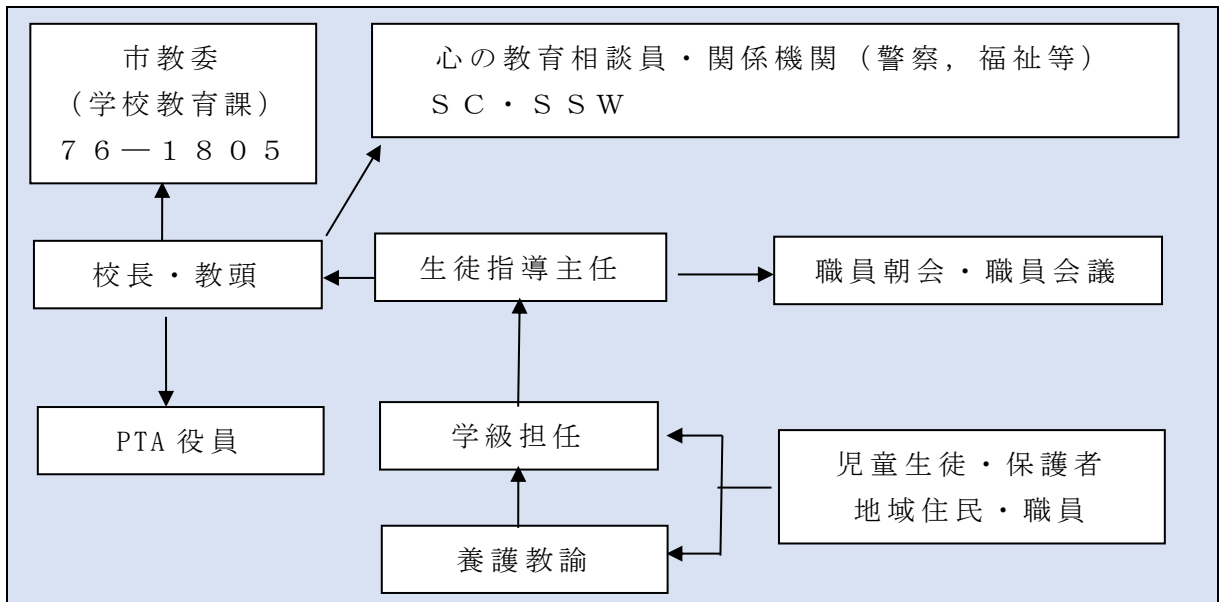 市教委
（学校教育課）
７６―１８０５
心の教育相談員・関係機関（警察，福祉等）
ＳＣ・ＳＳＷ
校長・教頭
生徒指導主任
職員朝会・職員会議
PTA 役員
学級担任
児童生徒・保護者
地域住民・職員
養護教諭